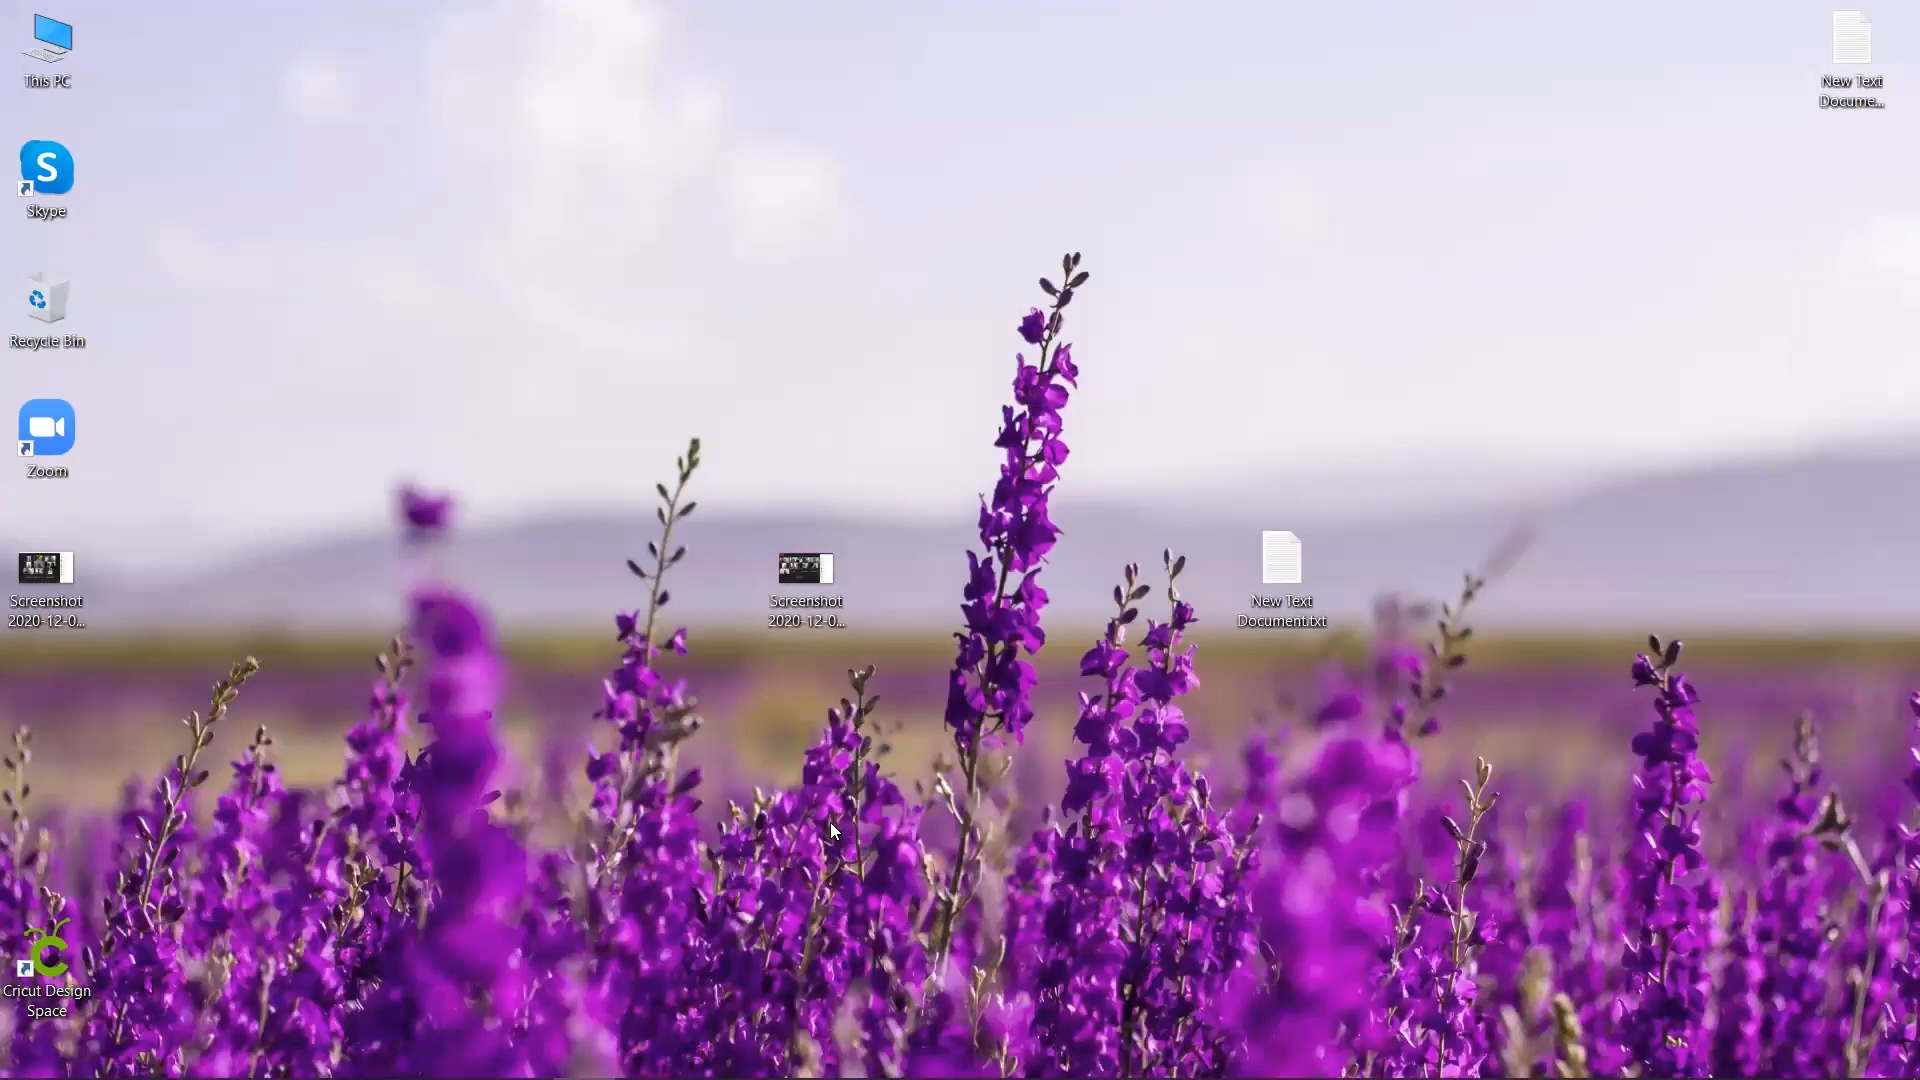 This PC
New Text
Docume...
Skype
Recycle Bin
Zoom
Screenshot
2020-12-0...
Screenshot
2020-12-0...
New Text
Document.txt
Cricut Design
Space